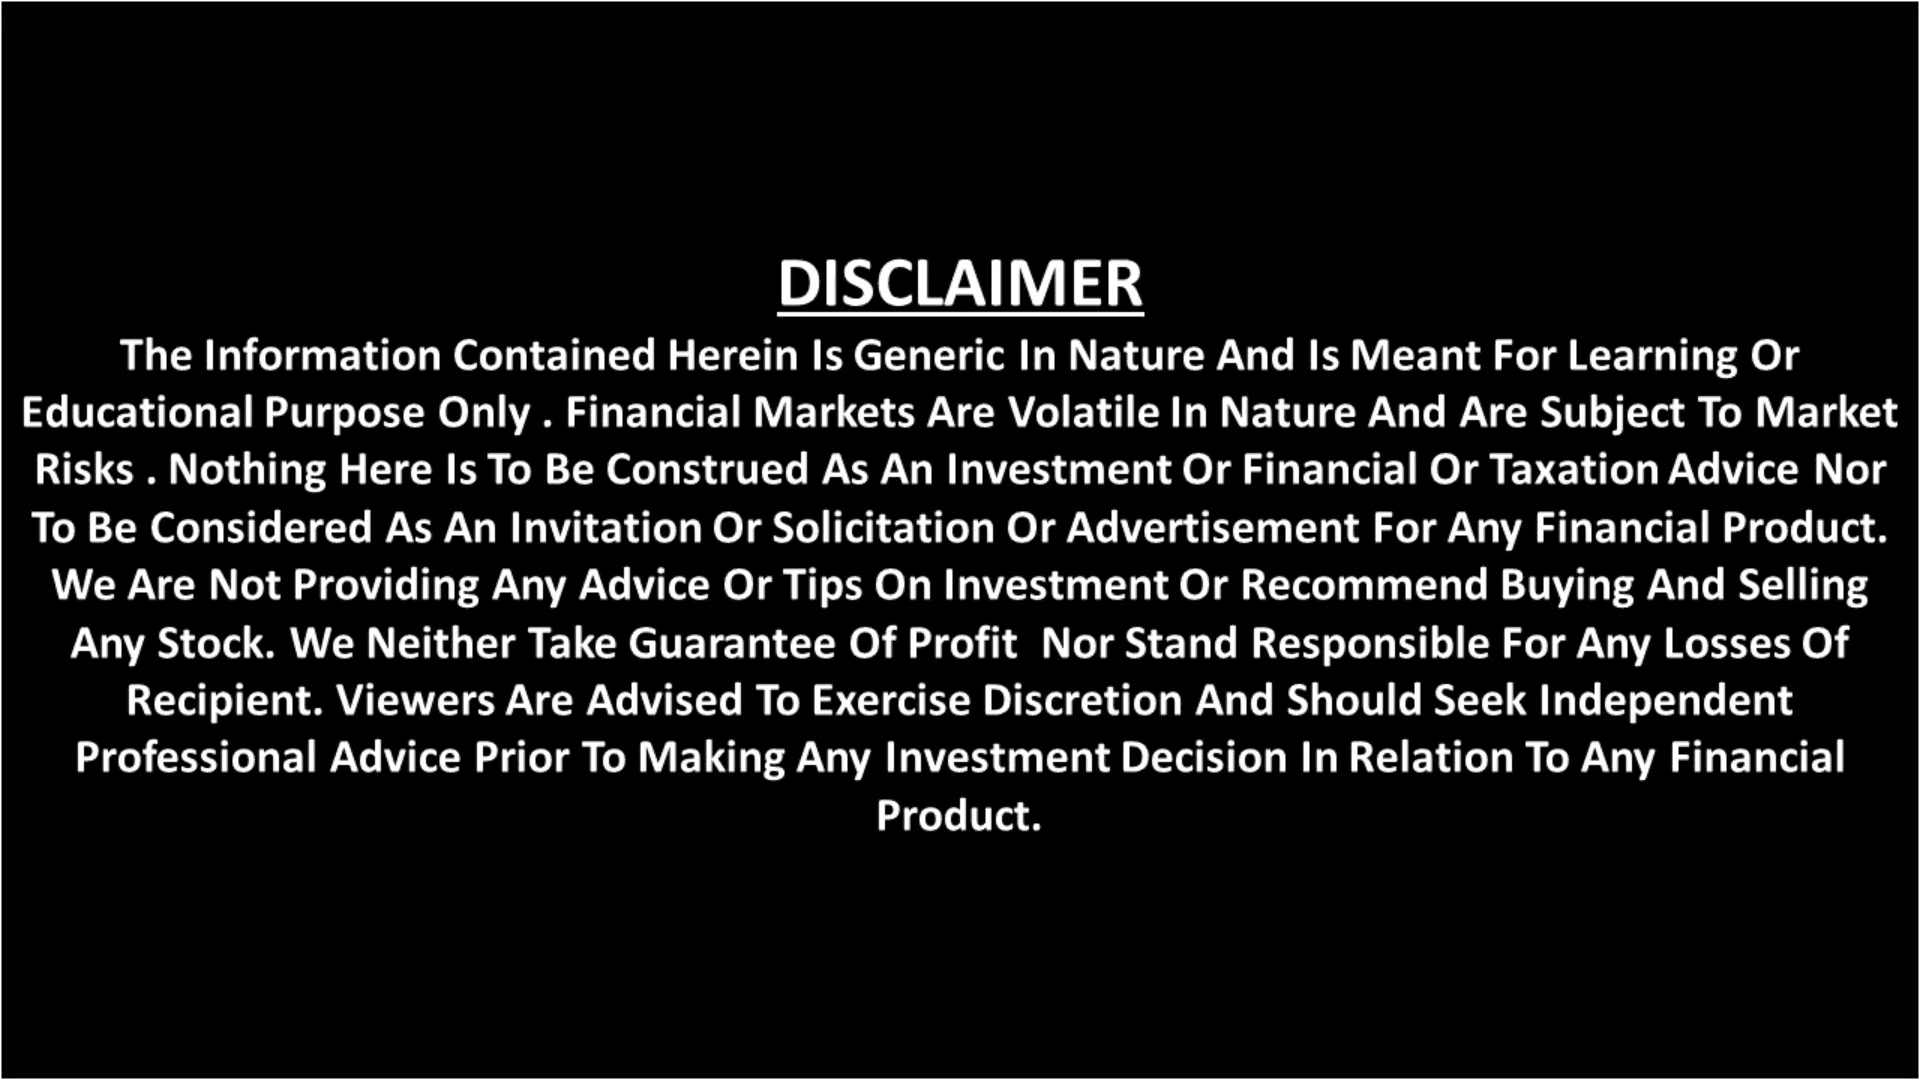 DISCLAIMER
The Information Contained Herein Is Generic In Nature And Is Meant For Learning Or
Educational Purpose Only . Financial Markets Are Volatile In Nature And Are Subject To Market
Risks . Nothing Here Is To Be Construed As An Investment Or Financial Or Taxation Advice Nor
To Be Considered As An Invitation Or Solicitation Or Advertisement For Any Financial Product.
We Are Not Providing Any Advice Or Tips On Investment Or Recommend Buying And Selling
Any Stock. We Neither Take Guarantee Of Profit  Nor Stand Responsible For Any Losses Of
Recipient. Viewers Are Advised To Exercise Discretion And Should Seek Independent
Professional Advice Prior To Making Any Investment Decision In Relation To Any Financial
Product.